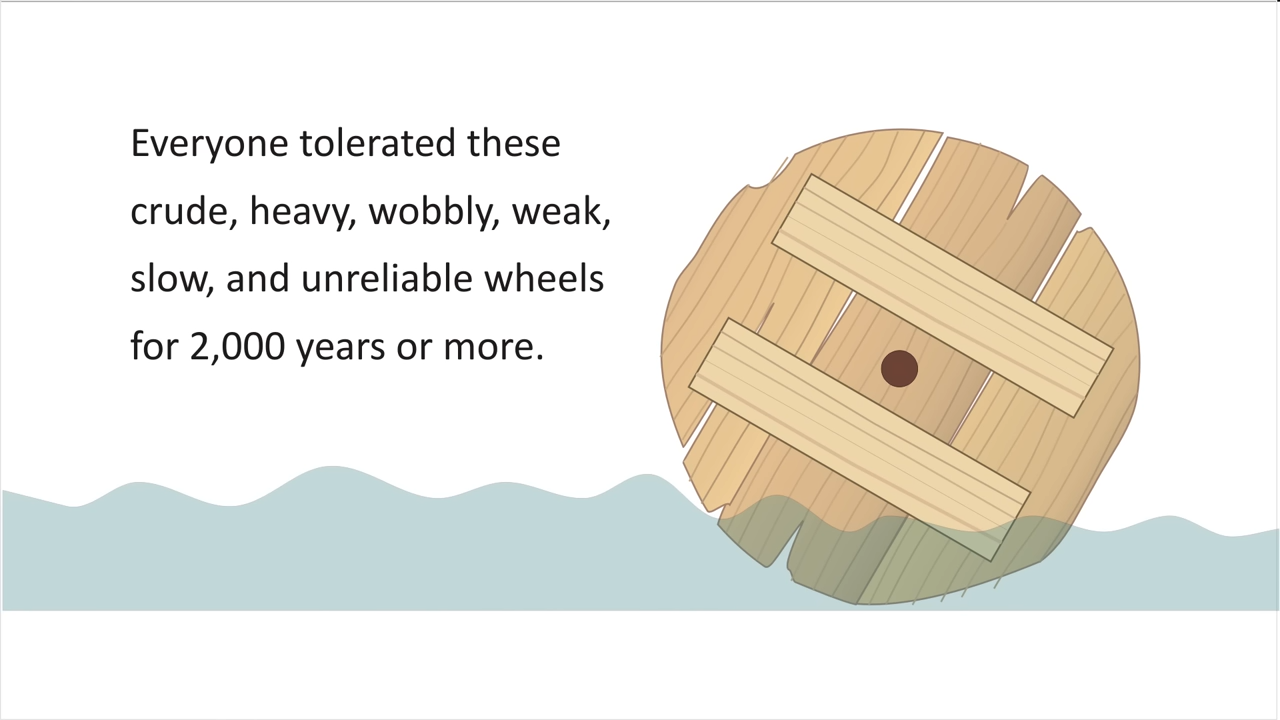 Everyone tolerated these
crude, heavy, wobbly, weak,
slow, and unreliable wheels
for 2,000 years or more.